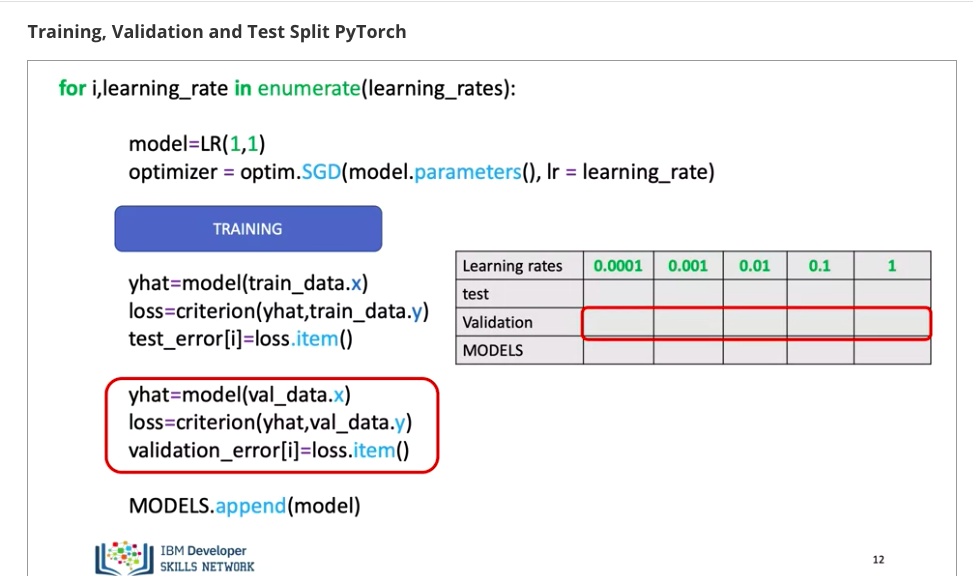 Training, Validation and Test Split PyTorch
for i,learning_rate in enumerate(learning_rates):
model=LR(1,1)
optimizer = optim.SGD(model.parameters(), lr = learning_rate)
TRAINING
yhat=model(train_data.x)
loss=criterion(yhat,train_data.y)
test_error[i]=loss.item()
yhat=model(val_data.x)
loss=criterion(yhat,val_data.y)
validation_error[i]=loss.item()
MODELS.append(model)
Learning rates 0.0001 0.001 0.01 0.1 1
test
Validation
MODELS
IBM Developer
SKILLS NETWORK
12